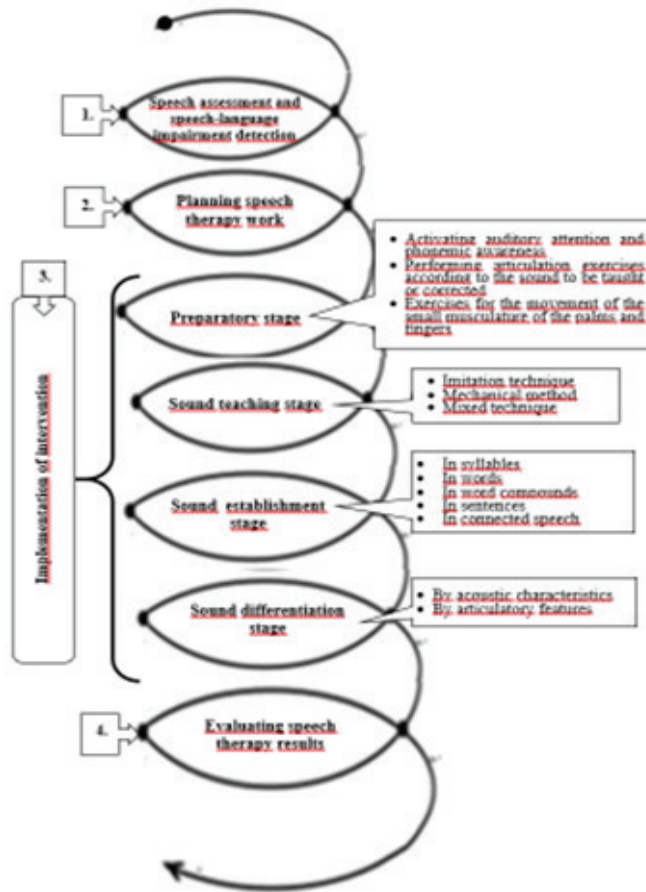 1.
Speech assessment and
speech-language
impairment detection
2.
Planning speech
therapy work
3.
Implementation of intervention
Preparatory stage
• Activating auditory attention and
phonemic awareness
• Performing articulation exercises
according to the sound to be taught
or corrected
• Exercises for the movement of the
small musculature of the palms and
fingers
Sound teaching stage
• Imitation technique
• Mechanical method
• Mixed technique
Sound establishment
stage
• In syllables
• In words
• In word compounds
• In sentences
• In connected speech
Sound differentiation
stage
• By acoustic characteristics
• By articulatory features
4.
Evaluating speech
therapy results